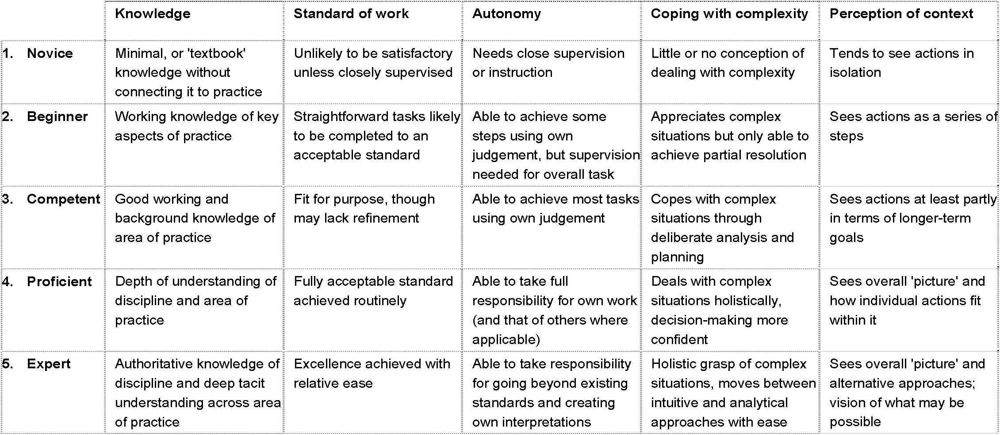 Knowledge
Standard of work
Autonomy
Coping with complexity
Perception of context
1. Novice
Minimal, or 'textbook'
knowledge without
connecting it to practice
Unlikely to be satisfactory
unless closely supervised
Needs close supervision
or instruction
Little or no conception of
dealing with complexity
Tends to see actions in
isolation
2. Beginner
Working knowledge of key
aspects of practice
Straightforward tasks likely
to be completed to an
acceptable standard
Able to achieve some
steps using own
judgement, but supervision
needed for overall task
Appreciates complex
situations but only able to
achieve partial resolution
Sees actions as a series of
steps
3. Competent
Good working and
background knowledge of
area of practice
Fit for purpose, though
may lack refinement
Able to achieve most tasks
using own judgement
Copes with complex
situations through
deliberate analysis and
planning
Sees actions at least partly
in terms of longer-term
goals
4. Proficient
Depth of understanding of
discipline and area of
practice
Fully acceptable standard
achieved routinely
Able to take full
responsibility for own work
(and that of others where
applicable)
Deals with complex
situations holistically,
decision-making more
confident
Sees overall 'picture' and
how individual actions fit
within it
5. Expert
Authoritative knowledge of
discipline and deep tacit
understanding across area
of practice
Excellence achieved with
relative ease
Able to take responsibility
for going beyond existing
standards and creating
own interpretations
Holistic grasp of complex
situations, moves between
intuitive and analytical
approaches with ease
Sees overall 'picture' and
alternative approaches;
vision of what may be
possible